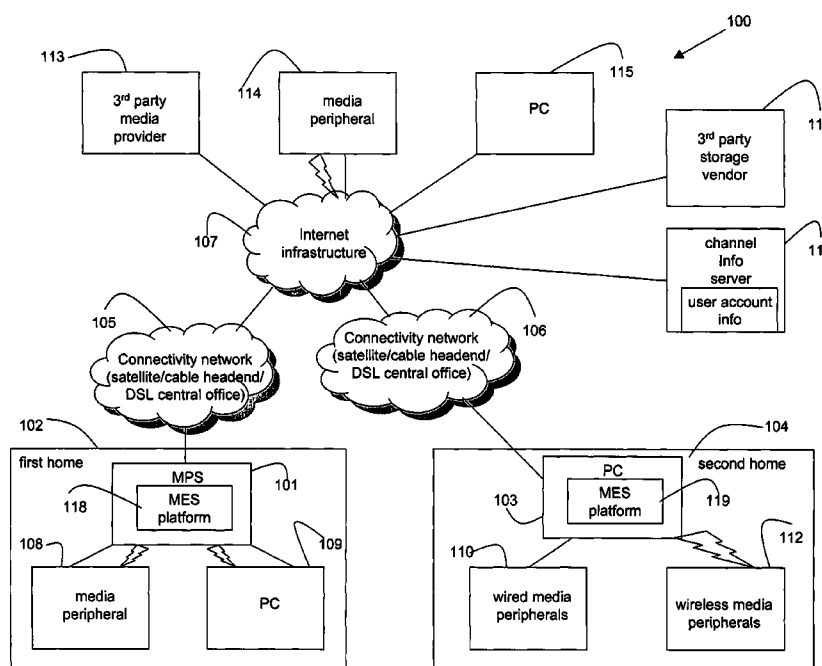 100
113
3rd party
media
provider
114
media
peripheral
115
PC
11
3rd party
storage
vendor
107
Internet
infrastructure
11
channel
Info
server
user account
info
105
Connectivity network
(satellite/cable headend/
DSL central office)
106
Connectivity network
(satellite/cable headend/
DSL central office)
102
first home
MPS
101
MES
platform
118
108
media
peripheral
109
PC
104
second home
PC
MES
platform
119
103
110
wired media
peripherals
112
wireless media
peripherals